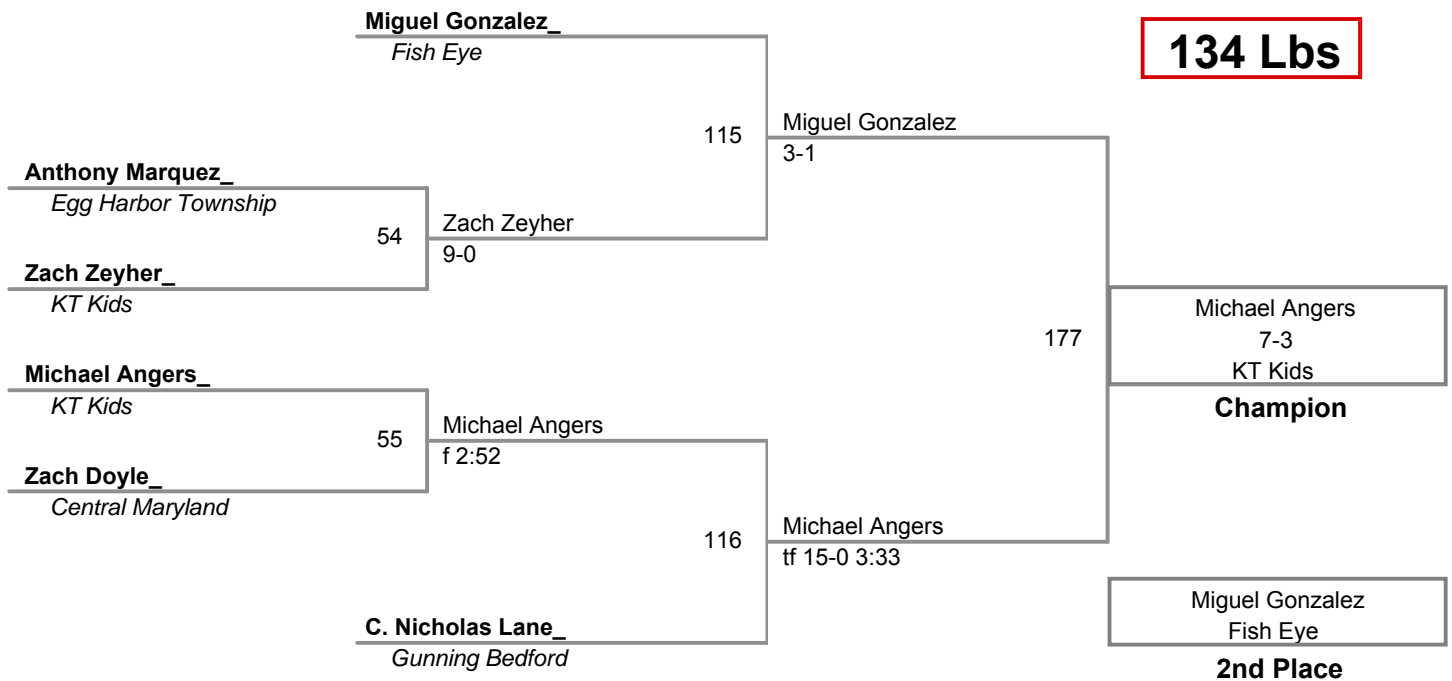 Miguel Gonzalez_
Fish Eye
134 Lbs
115
Miguel Gonzalez
3-1
Anthony Marquez_
Egg Harbor Township
54
Zach Zeyher
9-0
Zach Zeyher_
KT Kids
177
Michael Angers
7-3
KT Kids
Champion
Michael Angers_
KT Kids
55
Michael Angers
f 2:52
Zach Doyle_
Central Maryland
116
Michael Angers
tf 15-0 3:33
C. Nicholas Lane_
Gunning Bedford
Miguel Gonzalez
Fish Eye
2nd Place